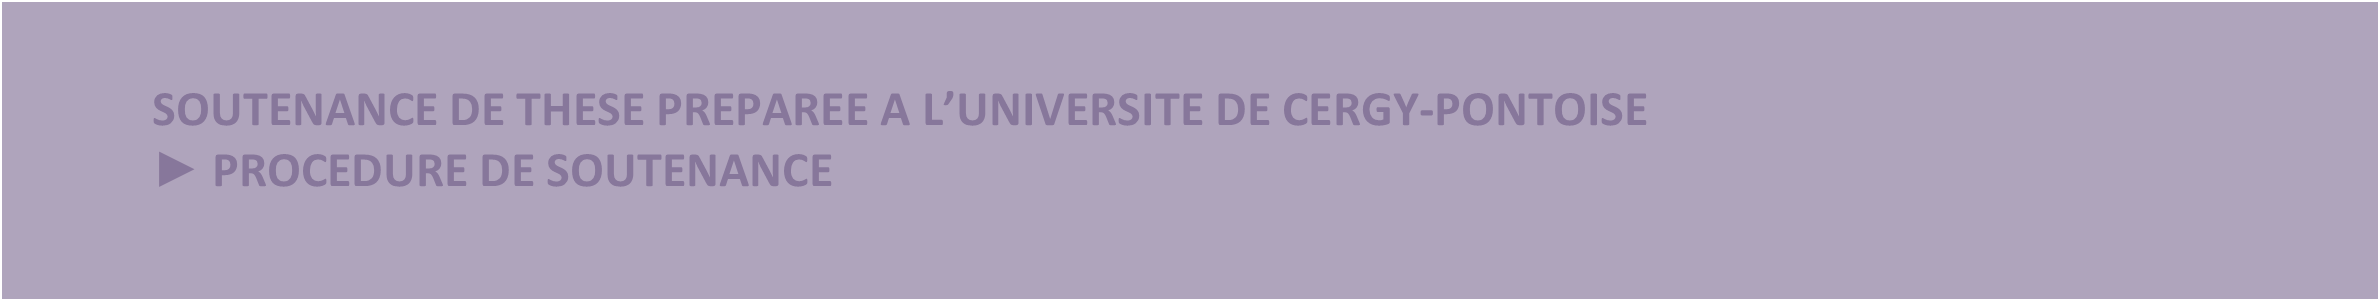 SOUTENANCE DE THESE PREPAREE A L’UNIVERSITE DE CERGY-PONTOISE
► PROCEDURE DE SOUTENANCE